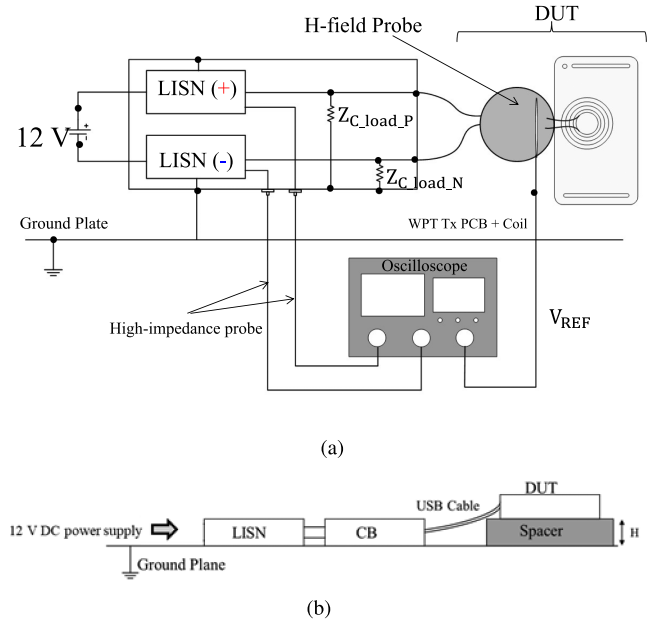 DUT
H-field Probe
LISN (+)
Z_C_load_P
12 V
+
-
LISN (-)
Z_C_load_N
Ground Plate
WPT Tx PCB + Coil
Oscilloscope
High-impedance probe
V_REF
(a)
DUT
USB Cable
12 V DC power supply
LISN
CB
Spacer
H
Ground Plane
(b)